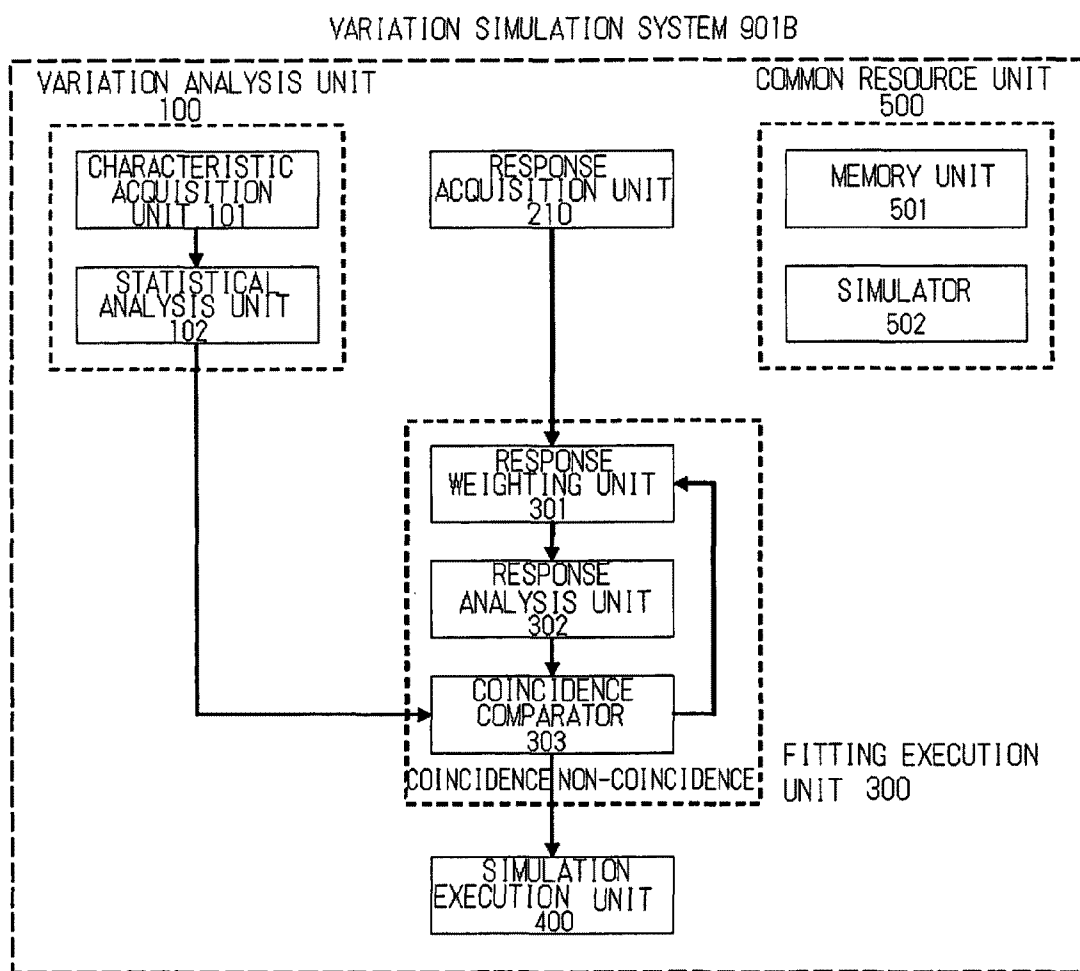 VARIATION SIMULATION SYSTEM 901B
VARIATION ANALYSIS UNIT
100
COMMON RESOURCE UNIT
500
CHARACTERISTIC
ACQUISITION
UNIT 101
RESPONSE
ACQUISITION UNIT
210
MEMORY UNIT
501
STATISTICAL
ANALYSIS UNIT
102
SIMULATOR
502
RESPONSE
WEIGHTING UNIT
301
RESPONSE
ANALYSIS UNIT
302
COINCIDENCE
COMPARATOR
303
COINCIDENCE NON-COINCIDENCE
FITTING EXECUTION
UNIT 300
SIMULATION
EXECUTION UNIT
400